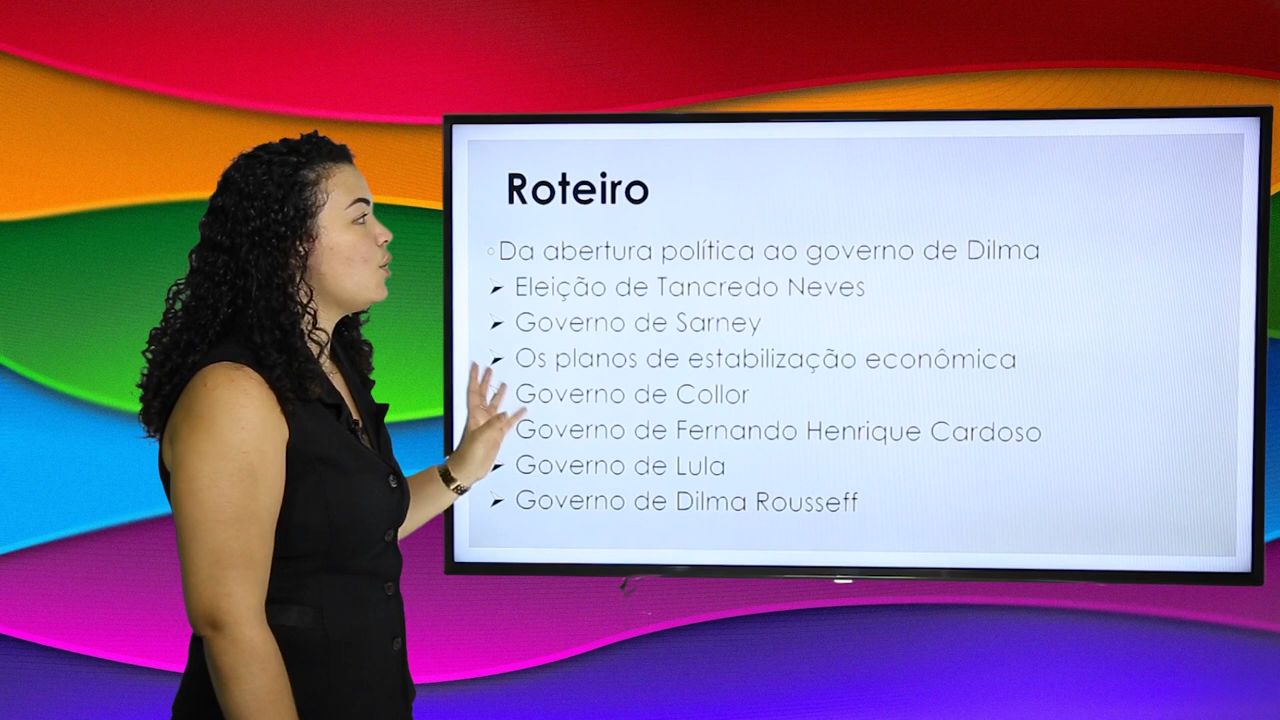 Roteiro
Da abertura política ao governo de Dilma
Eleição de Tancredo Neves
Governo de Sarney
Os planos de estabilização econômica
Governo de Collor
Governo de Fernando Henrique Cardoso
Governo de Lula
Governo de Dilma Rousseff